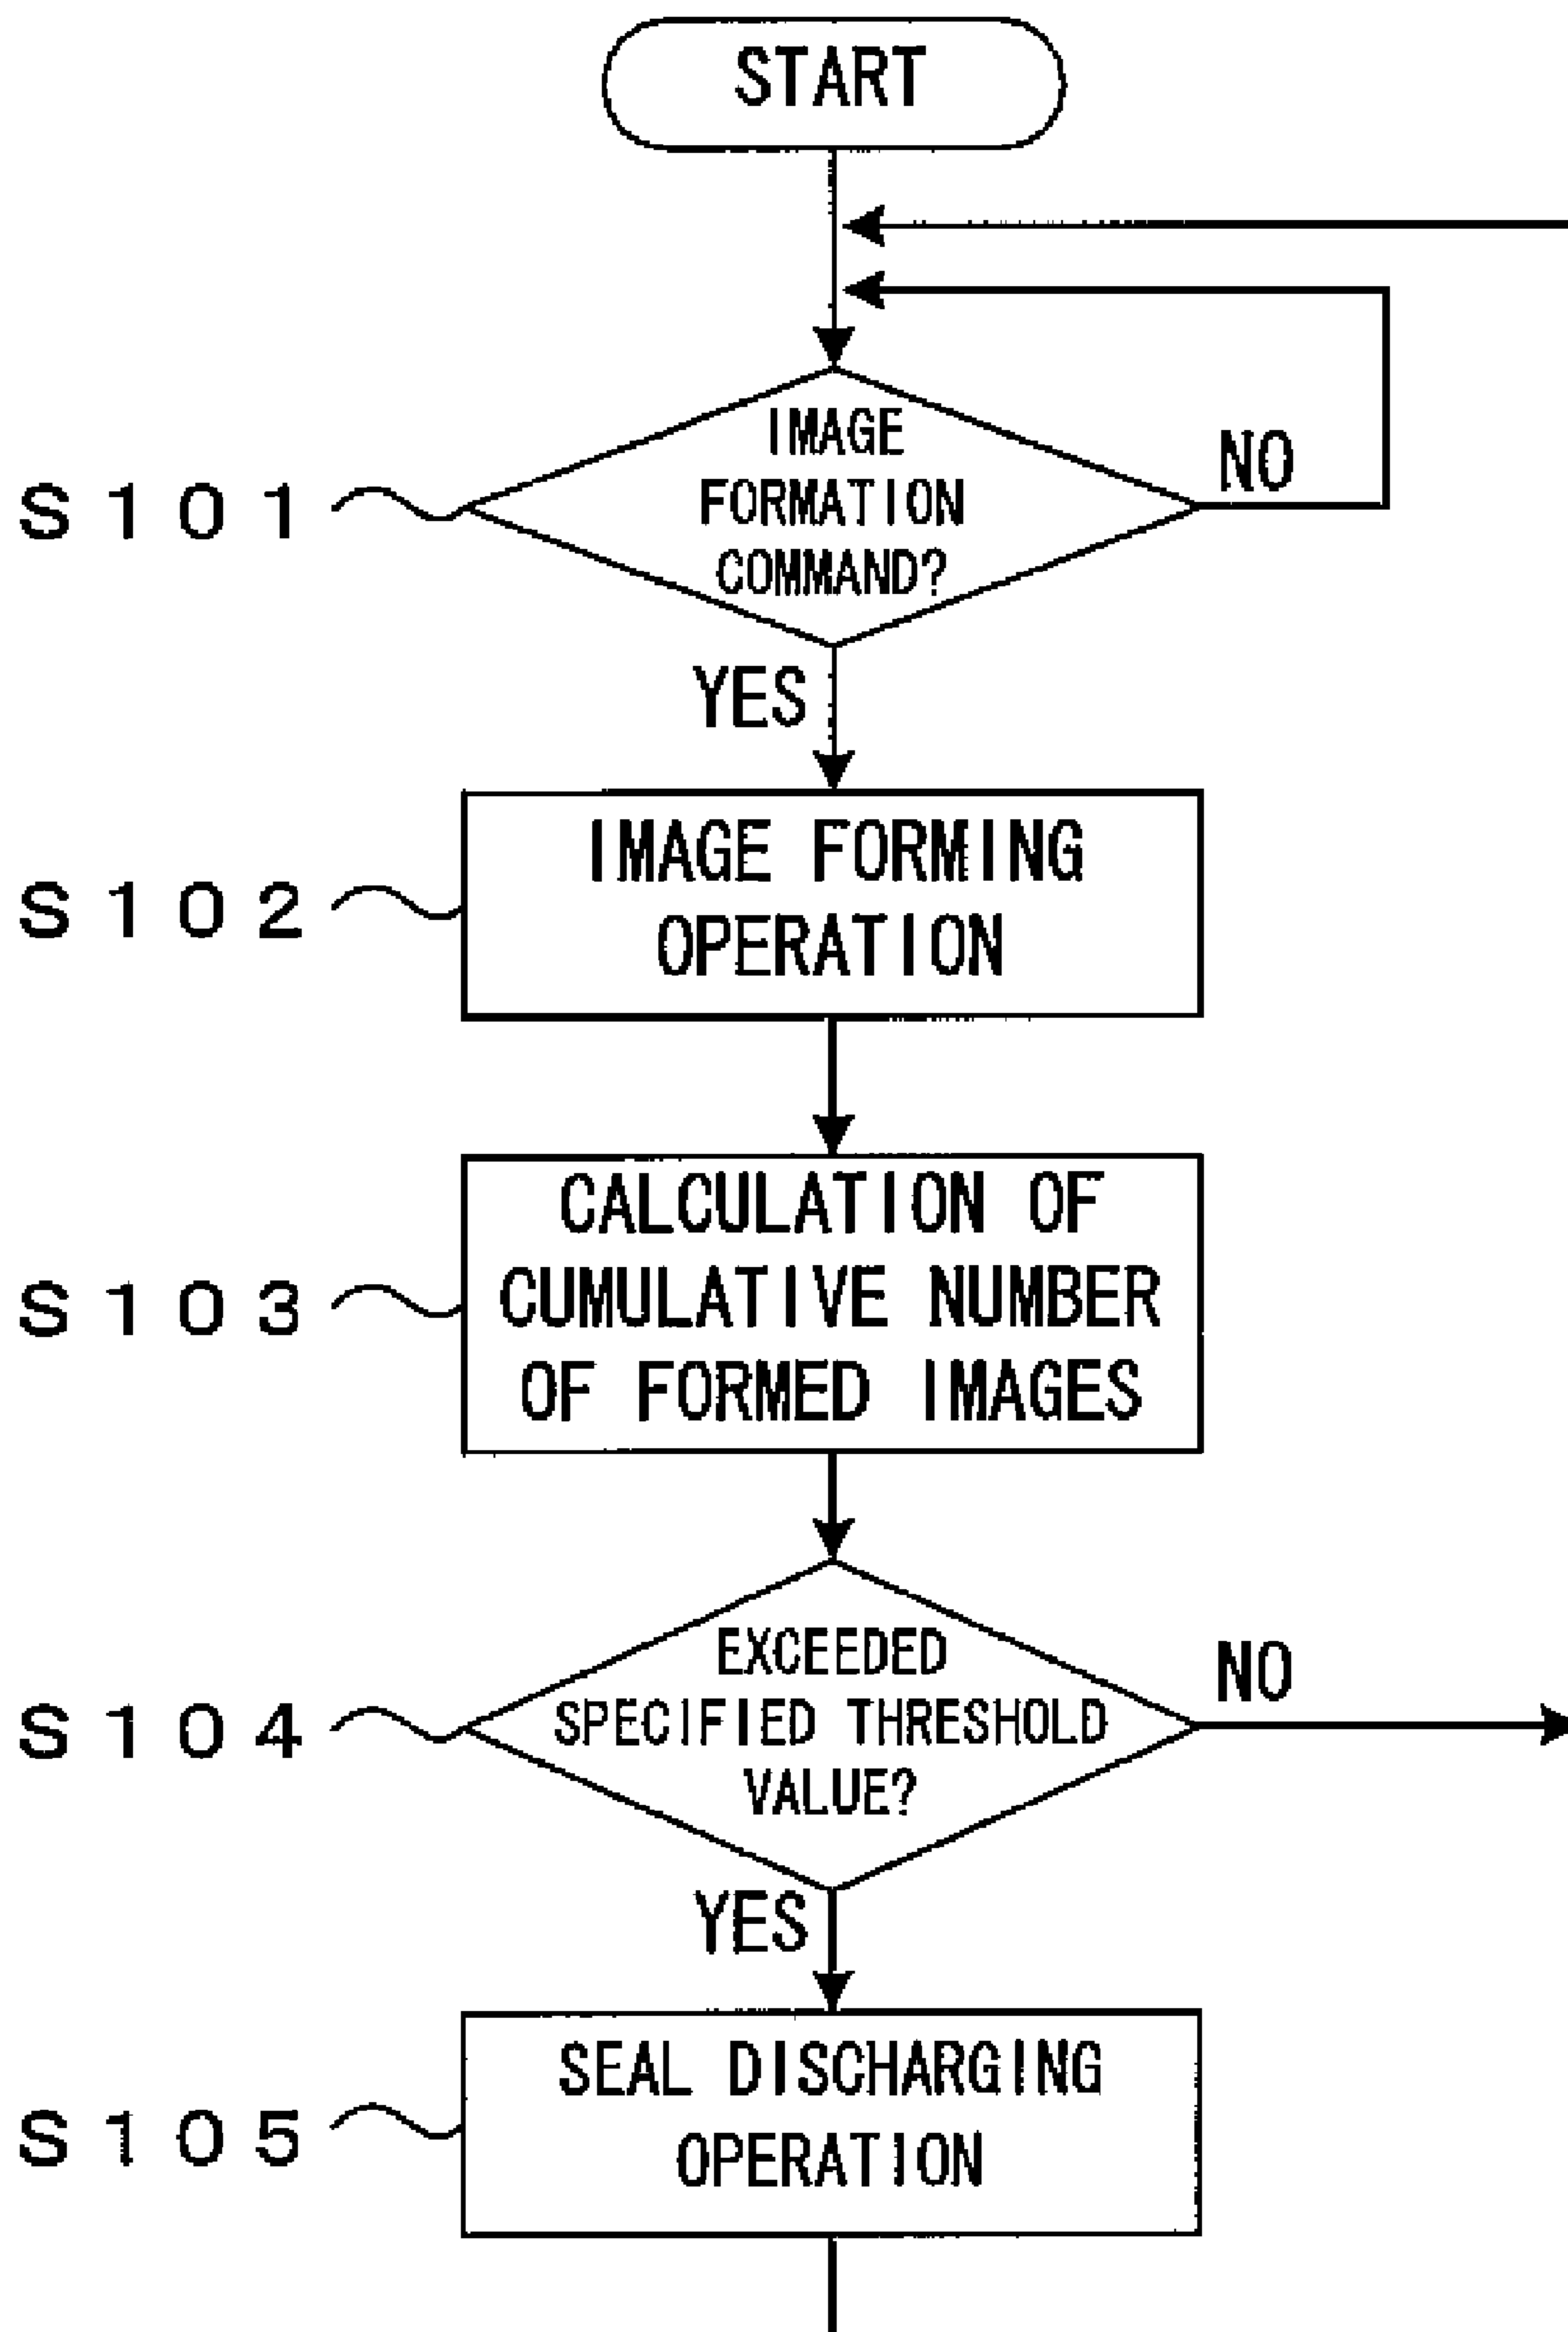 START
IMAGE
FORMATION
COMMAND?
NO
S101
YES
IMAGE FORMING
OPERATION
S102
CALCULATION OF
CUMULATIVE NUMBER
OF FORMED IMAGES
S103
EXCEEDED
SPECIFIED THRESHOLD
VALUE?
NO
S104
YES
SEAL DISCHARGING
OPERATION
S105